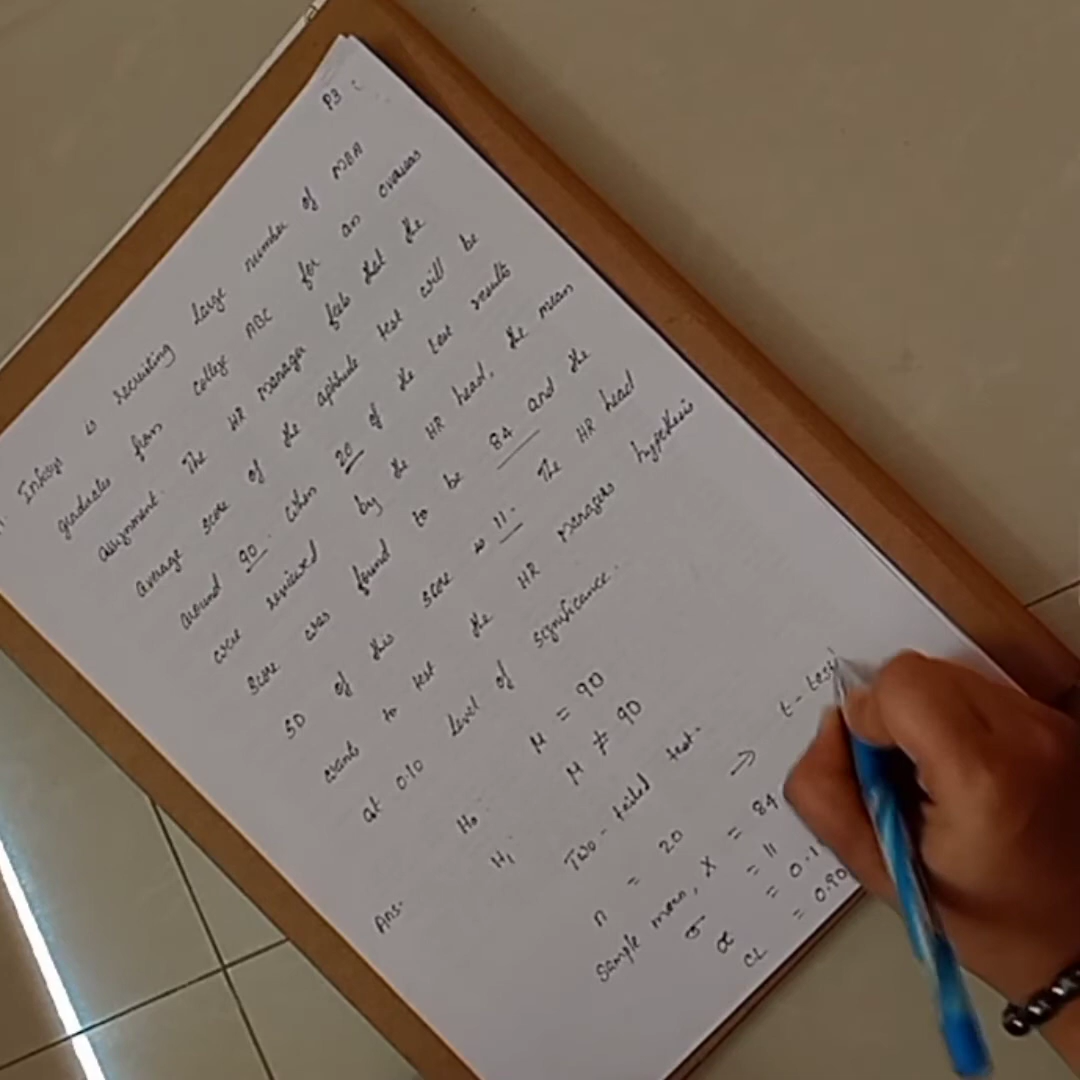 P3
Infosys is recruiting large number of MBA
graduates from college ABC for an overseas
assignment. The HR manager feels that the
average score of the aptitude test will be
around 90. When 20 of the test results
were reviewed by the HR head, the mean
score was found to be 84 and the
SD of this score is 11. The HR head
wants to test the HR managers hypothesis
at 0.10 level of significance.
Ans. H₀ μ = 90
H₁ μ ≠ 90
Two-tailed test.
n = 20 ⇒ t-test
Sample mean, X = 84
σ = 11
α = 0.1
CL = 0.90